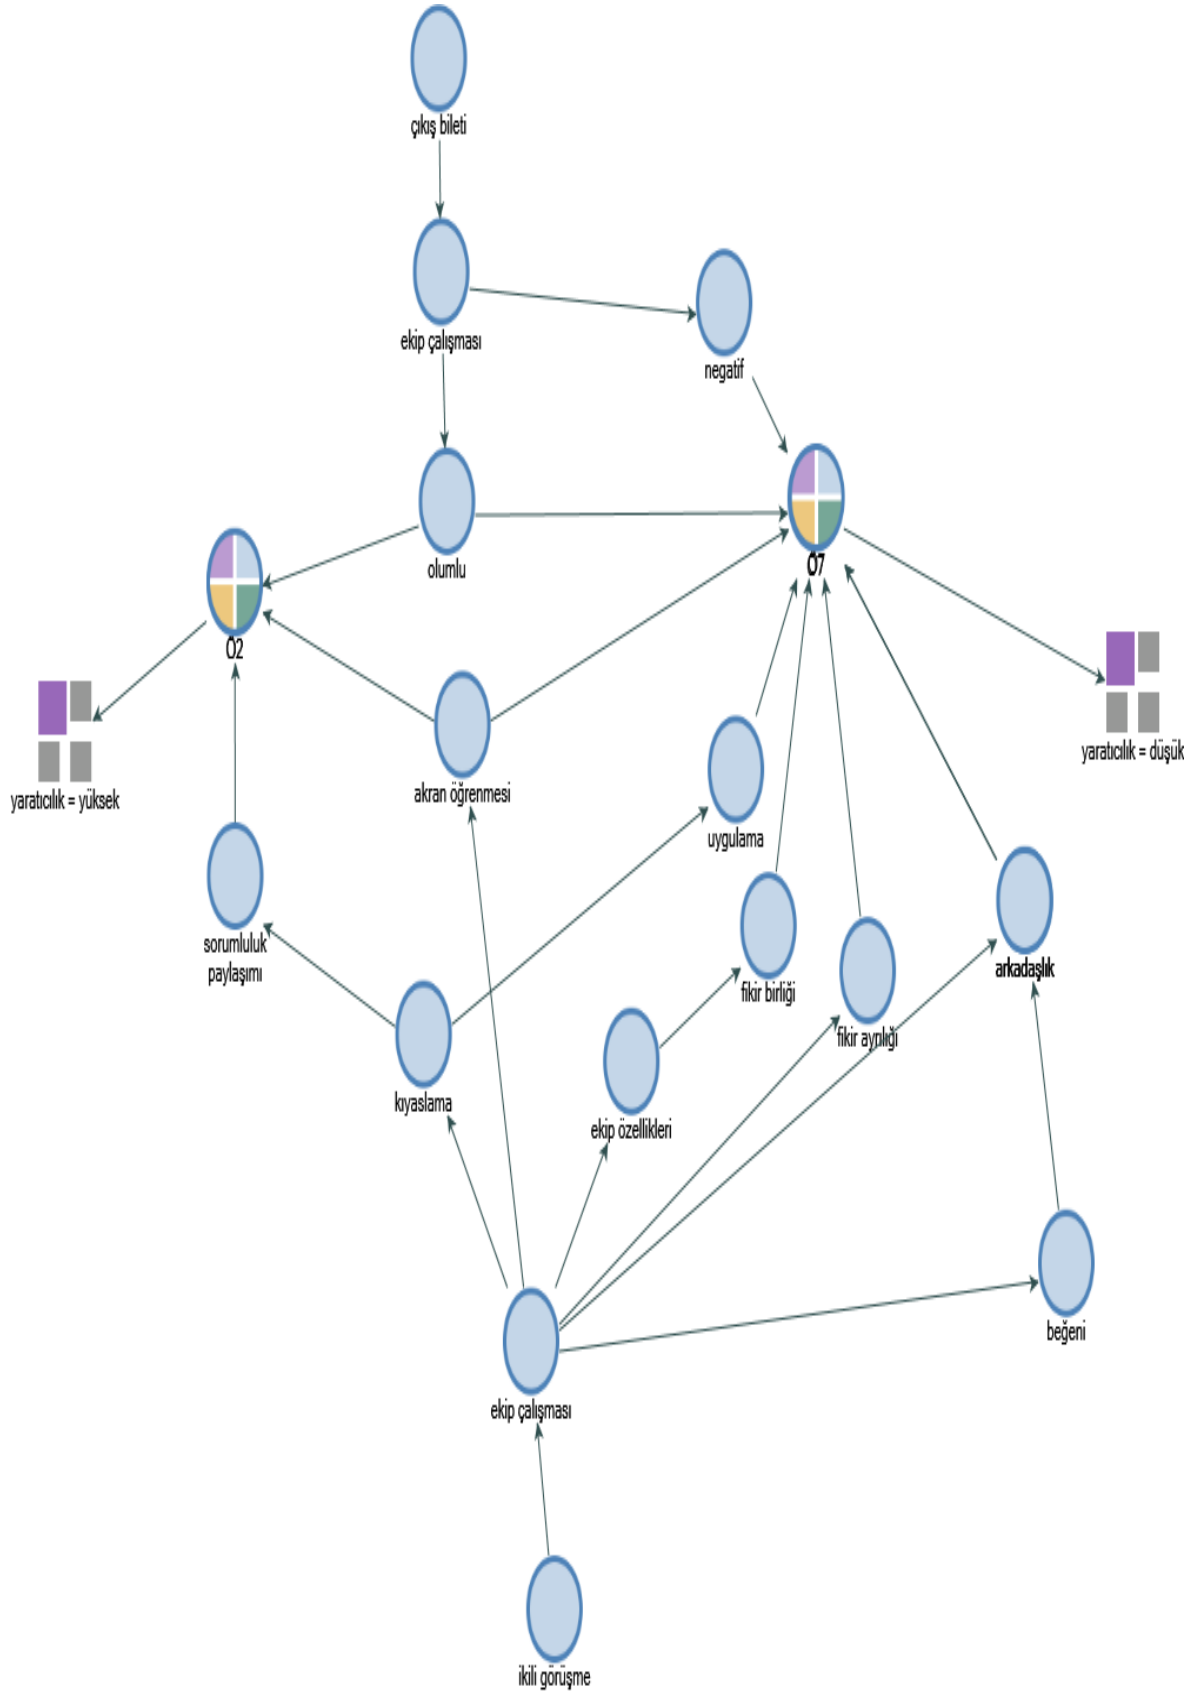 çıkış bileti
ekip çalışması
negatif
olumlu
Ö7
Ö2
yaratıcılık = düşük
yaratıcılık = yüksek
akran öğrenmesi
uygulama
sorumluluk
paylaşımı
arkadaşlık
fikir birliği
fikir ayrılığı
kıyaslama
ekip özellikleri
beğeni
ekip çalışması
ikili görüşme